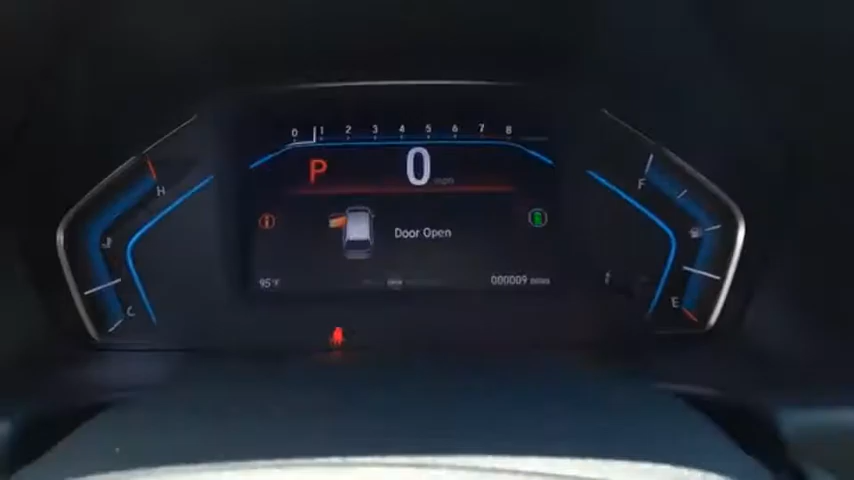 0 1 2 3 4 5 6 7 8
P 0 mph
H F
Door Open
95°F 000009 miles
C E